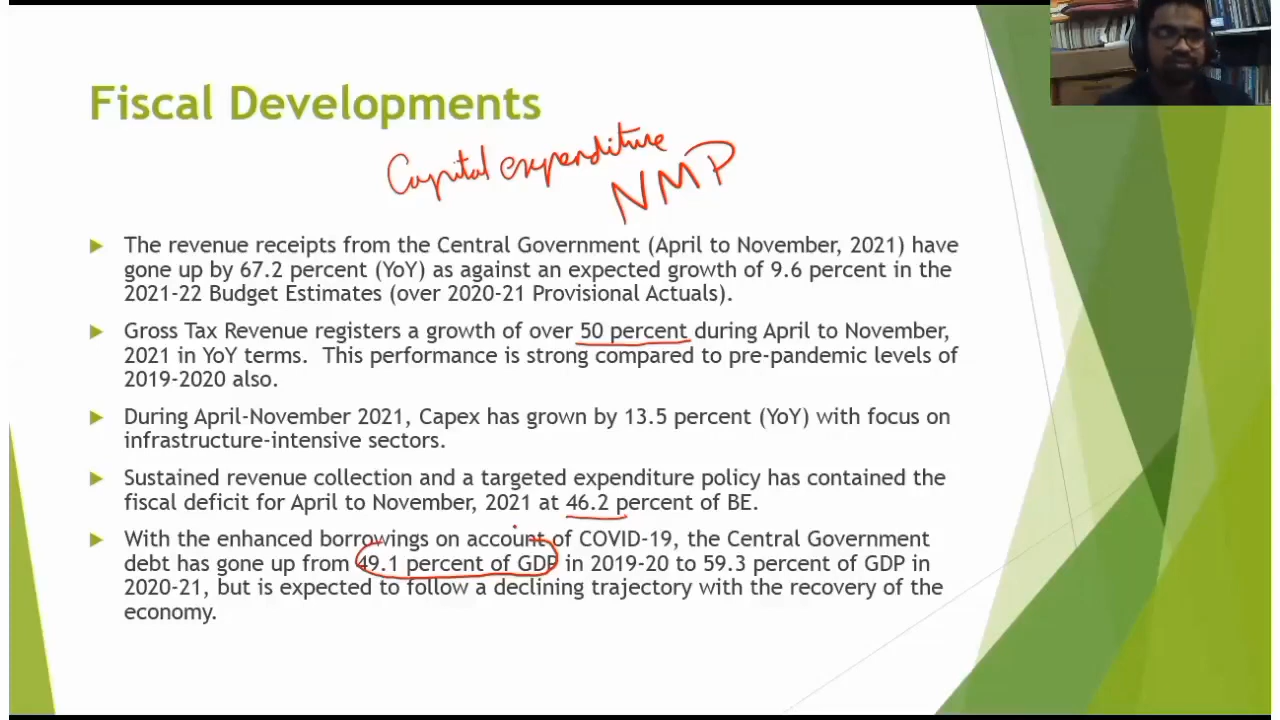 Fiscal Developments
Capital expenditure
NMP
The revenue receipts from the Central Government (April to November, 2021) have
gone up by 67.2 percent (YoY) as against an expected growth of 9.6 percent in the
2021-22 Budget Estimates (over 2020-21 Provisional Actuals).
Gross Tax Revenue registers a growth of over 50 percent during April to November,
2021 in YoY terms. This performance is strong compared to pre-pandemic levels of
2019-2020 also.
During April-November 2021, Capex has grown by 13.5 percent (YoY) with focus on
infrastructure-intensive sectors.
Sustained revenue collection and a targeted expenditure policy has contained the
fiscal deficit for April to November, 2021 at 46.2 percent of BE.
With the enhanced borrowings on account of COVID-19, the Central Government
debt has gone up from 49.1 percent of GDP in 2019-20 to 59.3 percent of GDP in
2020-21, but is expected to follow a declining trajectory with the recovery of the
economy.